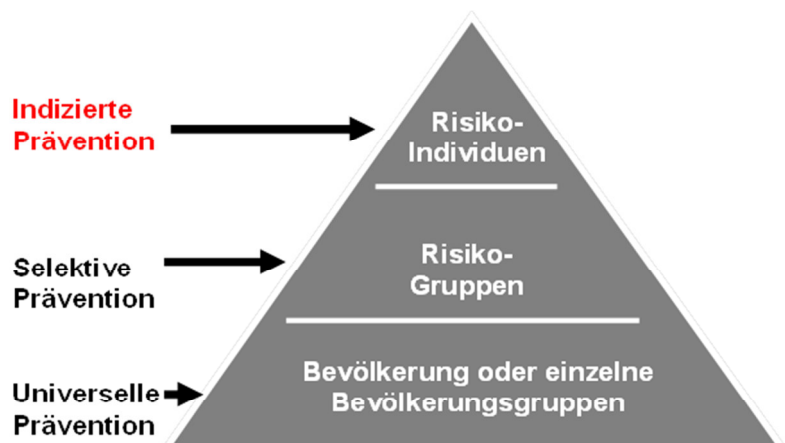 Indizierte
Prävention
Risiko-
Individuen
Selektive
Prävention
Risiko-
Gruppen
Universelle
Prävention
Bevölkerung oder einzelne
Bevölkerungsgruppen